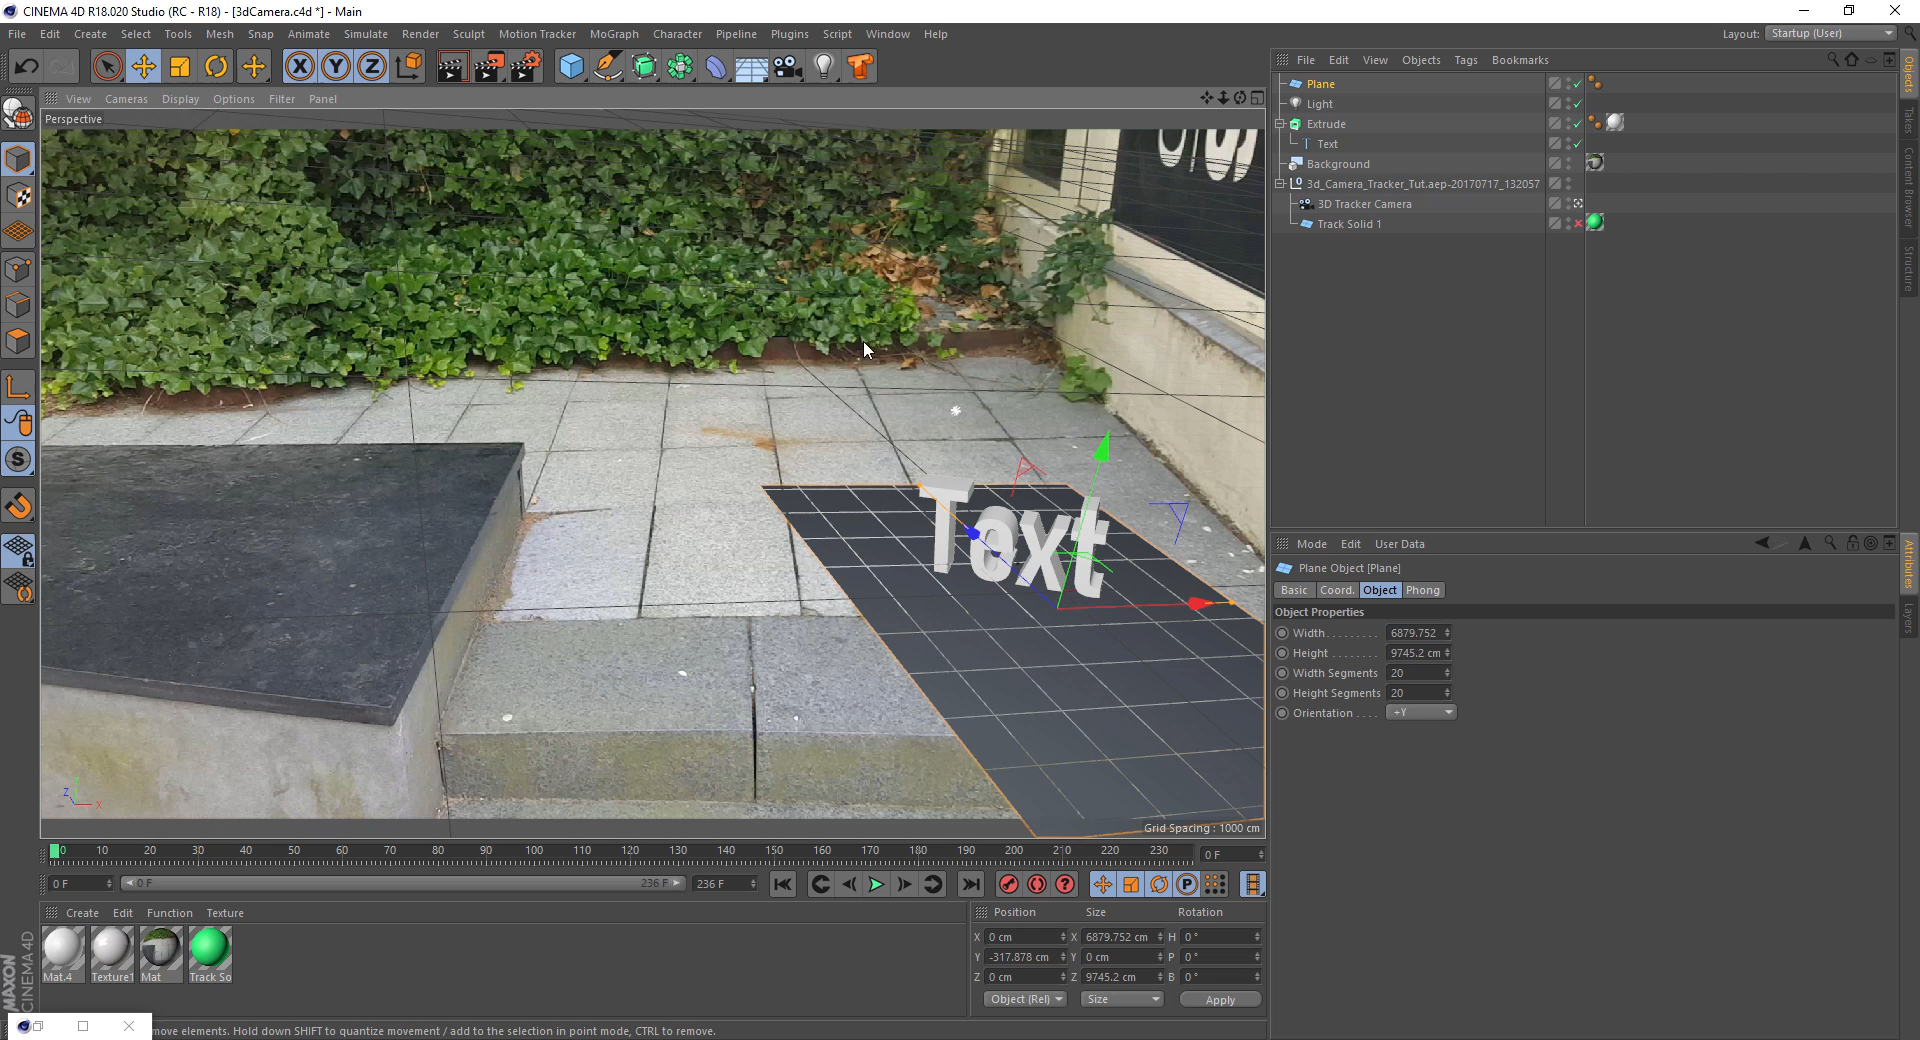 CINEMA 4D R18.020 Studio (RC - R18) - [3dCamera.c4d *] - Main
File Edit Create Select Tools Mesh Snap Animate Simulate Render Sculpt Motion Tracker MoGraph Character Pipeline Plugins Script Window Help
Layout: Startup (User)
X Y Z
File Edit View Objects Tags Bookmarks
Plane
Light
Extrude
Text
Background
3d_Camera_Tracker_Tut.aep-20170717_132057
3D Tracker Camera
Track Solid 1
Objects
Takes
Content Browser
Structure
View Cameras Display Options Filter Panel
Perspective
Text
Y
Z X
Grid Spacing : 1000 cm
Mode Edit User Data
Plane Object [Plane]
Basic Coord. Object Phong
Object Properties
Width......... 6879.752
Height ........ 9745.2 cm
Width Segments 20
Height Segments 20
Orientation .... +Y
Attributes
Layers
0 10 20 30 40 50 60 70 80 90 100 110 120 130 140 150 160 170 180 190 200 210 220 230 0 F
0 F 0 F 236 F 236 F
Create Edit Function Texture
Mat.4 Texture1 Mat Track So
Position Size Rotation
X 0 cm X 6879.752 cm H 0 °
Y -317.878 cm Y 0 cm P 0 °
Z 0 cm Z 9745.2 cm B 0 °
Object (Rel) Size Apply
MAXON
CINEMA 4D
move elements. Hold down SHIFT to quantize movement / add to the selection in point mode, CTRL to remove.